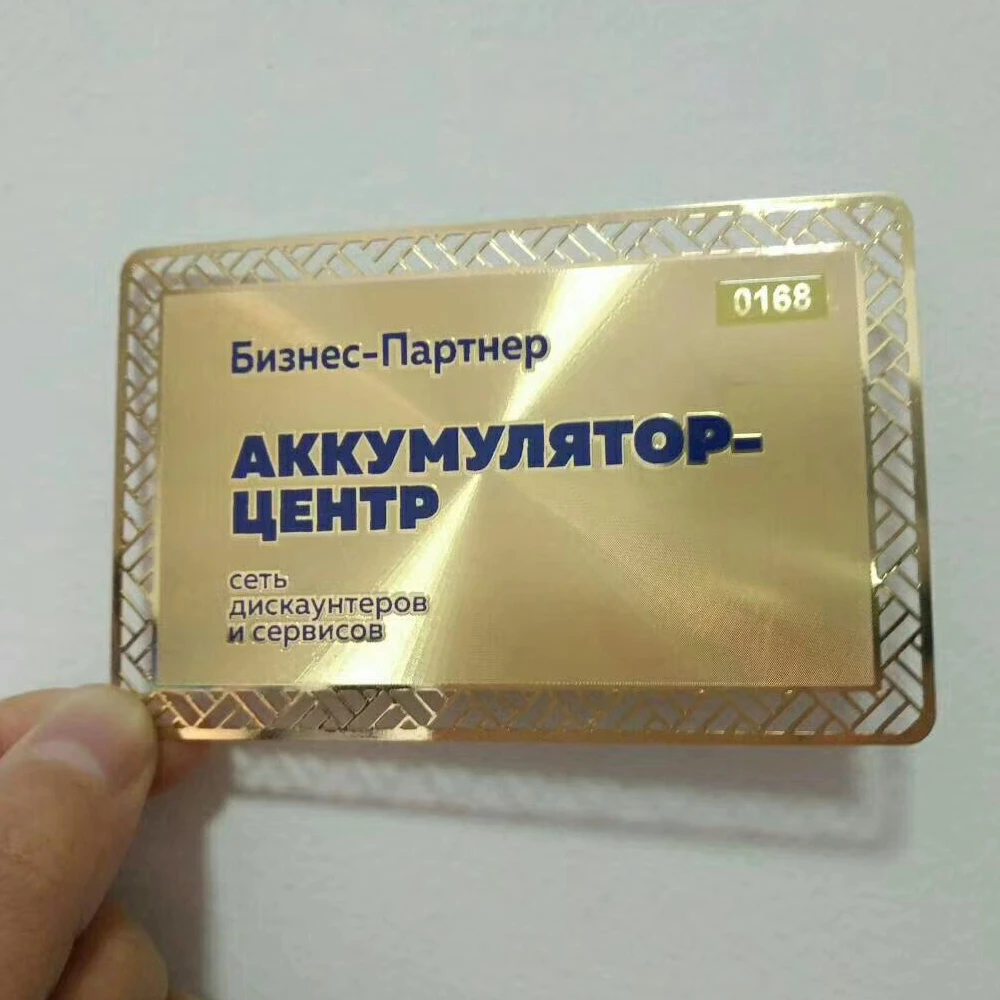 0168
Бизнес-Партнер
АККУМУЛЯТОР-
ЦЕНТР
сеть
дискаунтеров
и сервисов